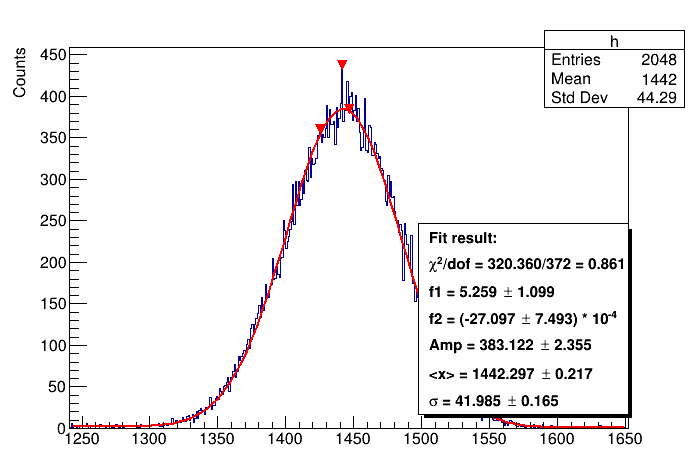 h
Entries 2048
Mean 1442
Std Dev 44.29
Counts
450
400
350
300
250
200
150
100
50
0
Fit result:
χ²/dof = 320.360/372 = 0.861
f1 = 5.259 ± 1.099
f2 = (-27.097 ± 7.493) * 10⁻⁴
Amp = 383.122 ± 2.355
<x> = 1442.297 ± 0.217
σ = 41.985 ± 0.165
1250 1300 1350 1400 1450 1500 1550 1600 1650